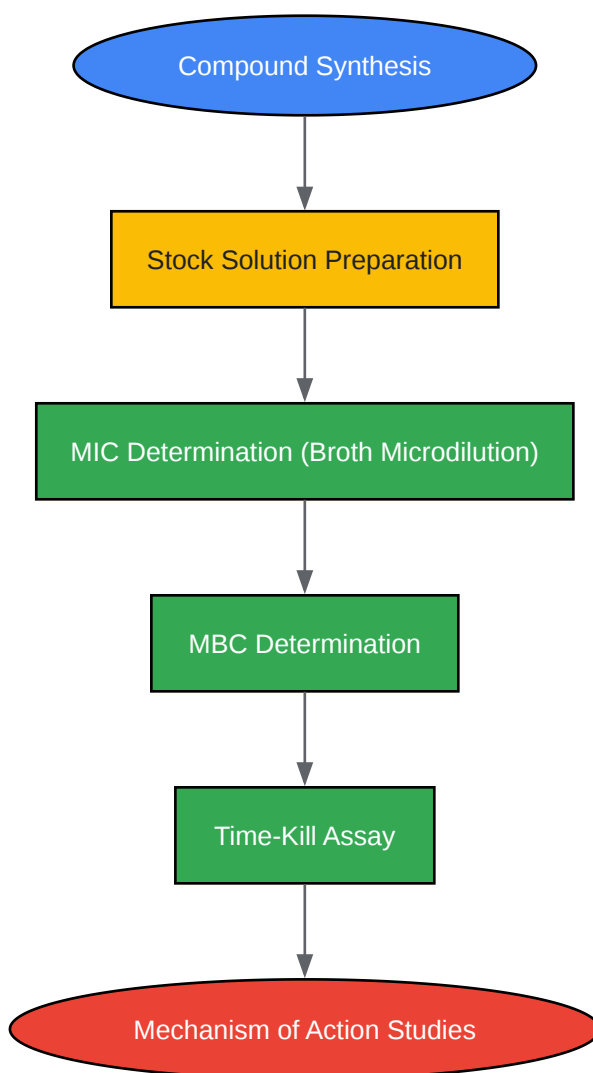 Compound Synthesis
Stock Solution Preparation
MIC Determination (Broth Microdilution)
MBC Determination
Time-Kill Assay
Mechanism of Action Studies